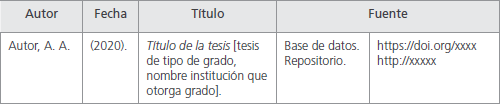 Autor Fecha Título Fuente
Autor, A. A. (2020). Título de la tesis [tesis Base de datos. https://doi.org/xxxx
de tipo de grado, Repositorio. http://xxxxx
nombre institución que
otorga grado].